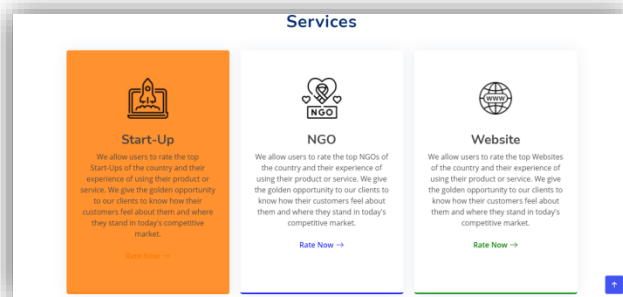 Services
Start-Up
We allow users to rate the top
Start-Ups of the country and their
experience of using their product or
service. We give the golden opportunity
to our clients to know how their
customers feel about them and where
they stand in today's competitive
market.
Rate Now →
NGO
NGO
We allow users to rate the top NGOs of
the country and their experience of
using their product or service. We give
the golden opportunity to our clients to
know how their customers feel about
them and where they stand in today's
competitive market.
Rate Now →
WWW
Website
We allow users to rate the top Websites
of the country and their experience of
using their product or service. We give
the golden opportunity to our clients to
know how their customers feel about
them and where they stand in today's
competitive market.
Rate Now →